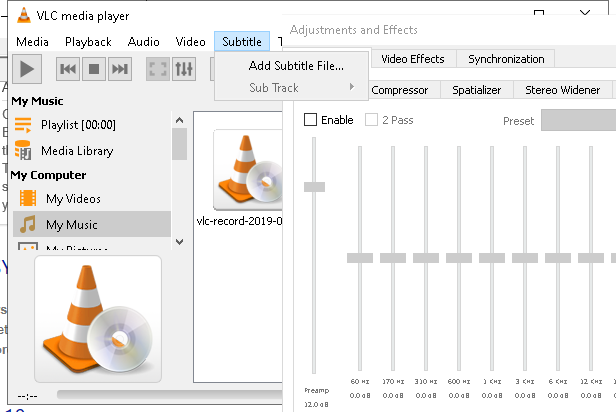 VLC media player
Adjustments and Effects
Media Playback Audio Video Subtitle
Add Subtitle File...
Sub Track
Video Effects Synchronization
Compressor Spatializer Stereo Widener
Enable 2 Pass Preset
My Music
Playlist [00:00]
Media Library
My Computer
My Videos
My Music
My Pictures
vlc-record-2019-0
60 Hz 170 Hz 310 Hz 600 Hz 1 KHz 3 KHz 6 KHz 12 KHz
Preamp 0.0 dB 0.0 dB 0.0 dB 0.0 dB 0.0 dB 0.0 dB 0.0 dB 0.0 dB
12.0 dB
--:--